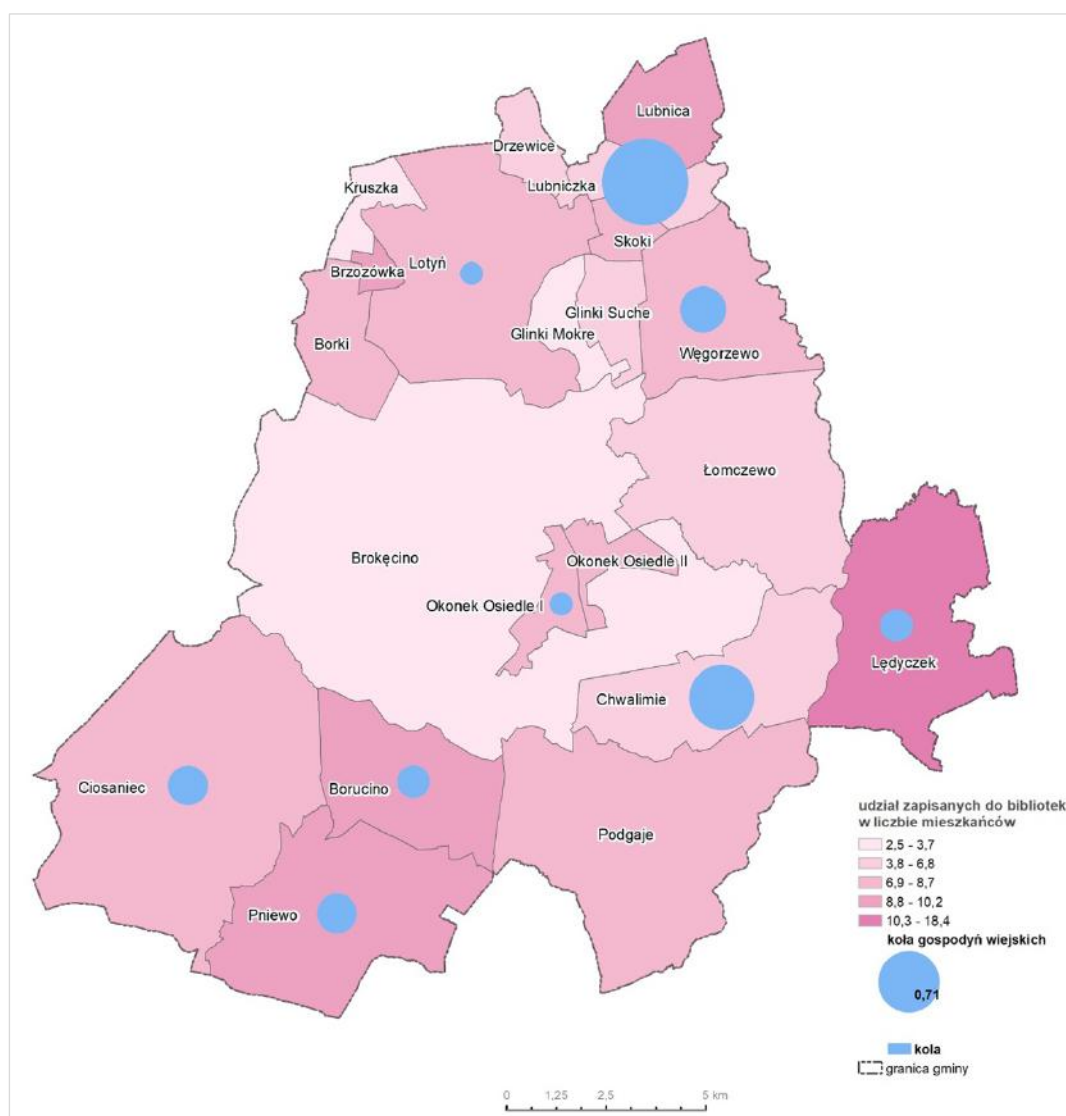 Lubnica
Drzewice
Lubniczka
Kruszka
Skoki
Lotyń
Brzozówka
Glinki Suche
Glinki Mokre
Borki
Węgorzewo
Łomczewo
Brokęcino
Okonek Osiedle II
Okonek Osiedle I
Lędyczek
Chwalimie
Ciosaniec
Borucino
Podgaje
Pniewo
udział zapisanych do bibliotek
w liczbie mieszkańców
2,5 - 3,7
3,8 - 6,8
6,9 - 8,7
8,8 - 10,2
10,3 - 18,4
koła gospodyń wiejskich
0,71
koła
granica gminy
0 1,25 2,5 5 km